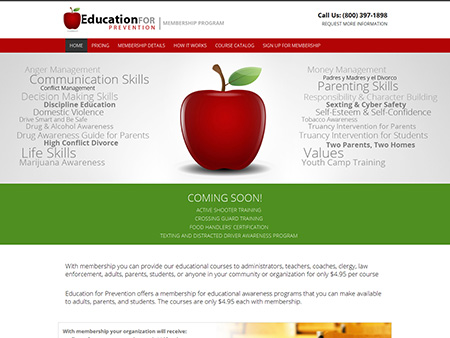 Education FOR PREVENTION | MEMBERSHIP PROGRAM
Call Us: (800) 397-1898
REQUEST MORE INFORMATION
HOME PRICING MEMBERSHIP DETAILS HOW IT WORKS COURSE CATALOG SIGN UP FOR MEMBERSHIP
Anger Management
Communication Skills
Conflict Management
Decision Making Skills
Discipline Education
Domestic Violence
Drive Smart and Be Safe
Drug & Alcohol Awareness
Drug Awareness Guide for Parents
High Conflict Divorce
Life Skills
Marijuana Awareness
Money Management
Padres y Madres y el Divorco
Parenting Skills
Responsibility & Character Building
Sexting & Cyber Safety
Self-Esteem & Self-Confidence
Tobacco Awareness
Truancy Intervention for Parents
Truancy Intervention for Students
Two Parents, Two Homes
Values
Youth Camp Training
COMING SOON!
ACTIVE SHOOTER TRAINING
CROSSING GUARD TRAINING
FOOD HANDLERS' CERTIFICATION
TEXTING AND DISTRACTED DRIVER AWARENESS PROGRAM
With membership you can provide our educational courses to administrators, teachers, coaches, clergy, law
enforcement, adults, parents, students, or anyone in your community or organization for only $4.95 per course
Education for Prevention offers a membership for educational awareness programs that you can make available
to adults, parents, and students. The courses are only $4.95 each with membership.
With membership your organization will receive: